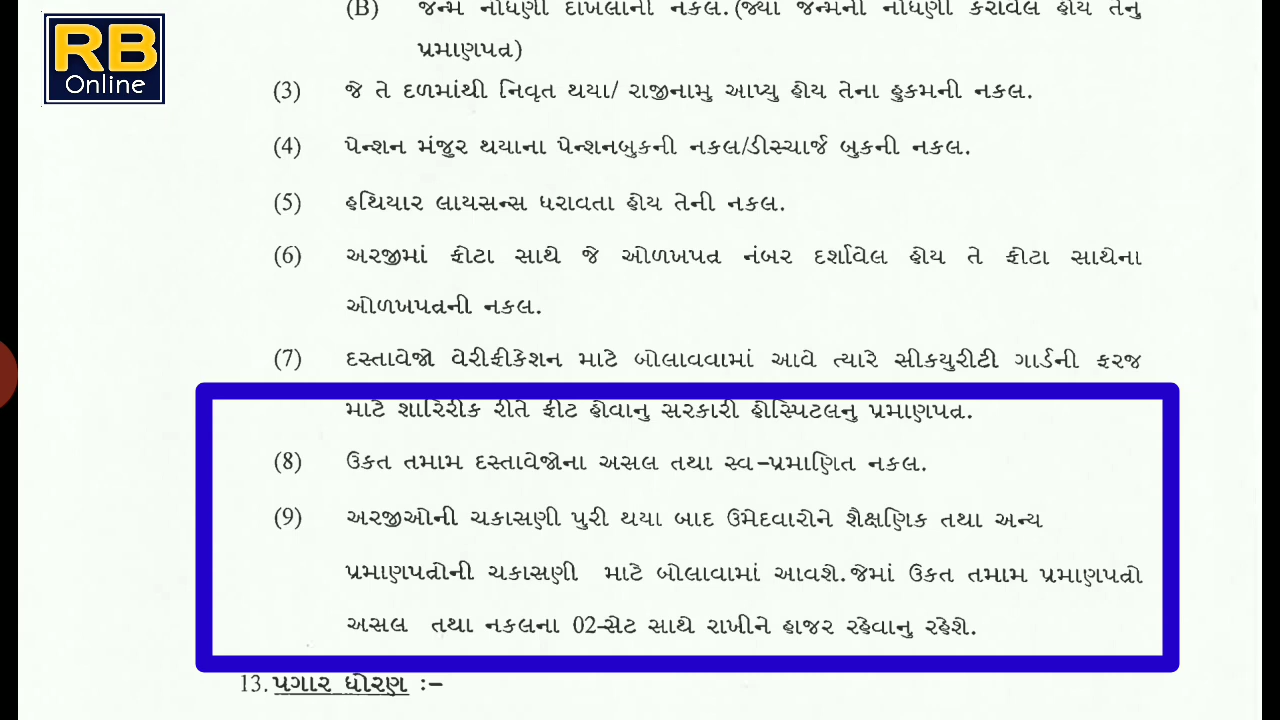 RB
Online
(B) જન્મ નોંધણી દાખલાની નકલ.(જ્યાં જન્મની નોંધણી કરાવેલ હોય તેનું
પ્રમાણપત્ર)
(3) જે તે દળમાંથી નિવૃત થયા/ રાજીનામુ આપ્યુ હોય તેના હુકમની નકલ.
(4) પેન્શન મંજુર થયાના પેન્શનબુકની નકલ/ડીસ્ચાર્જ બુકની નકલ.
(5) હથિયાર લાયસન્સ ધરાવતા હોય તેની નકલ.
(6) અરજીમાં ફોટા સાથે જે ઓળખપત્ર નંબર દર્શાવેલ હોય તે ફોટા સાથેના
ઓળખપત્રની નકલ.
(7) દસ્તાવેજો વેરીફીકેશન માટે બોલાવવામાં આવે ત્યારે સીકયુરીટી ગાર્ડની ફરજ
માટે શારિરીક રીતે ફીટ હોવાનુ સરકારી હોસ્પિટલનુ પ્રમાણપત્ર.
(8) ઉકત તમામ દસ્તાવેજોના અસલ તથા સ્વ-પ્રમાણિત નકલ.
(9) અરજીઓની ચકાસણી પુરી થયા બાદ ઉમેદવારોને શૈક્ષણિક તથા અન્ય
પ્રમાણપત્રોની ચકાસણી માટે બોલાવામાં આવશે.જેમાં ઉકત તમામ પ્રમાણપત્રો
અસલ તથા નકલના 02-સેટ સાથે રાખીને હાજર રહેવાનુ રહેશે.
13. પગાર ધોરણ :-